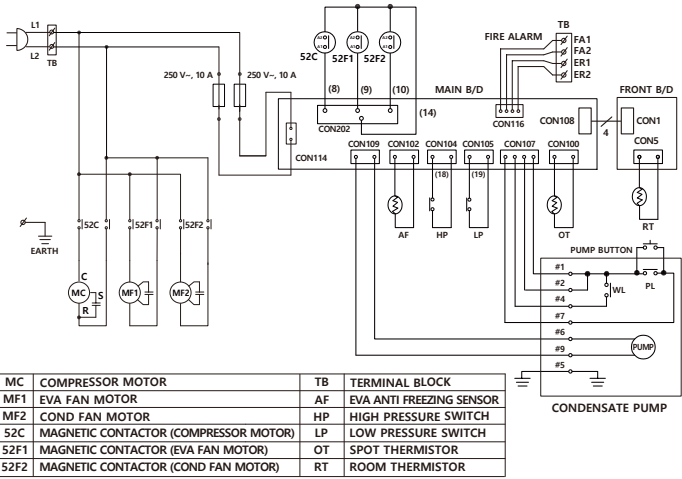 L1
L2
TB
250 V~, 10 A
250 V~, 10 A
A2
A1
A2
A1
A2
A1
52C
52F1
52F2
(8)
(9)
(10)
(14)
FIRE ALARM
TB
FA1
FA2
ER1
ER2
MAIN B/D
FRONT B/D
CON202
CON116
CON108
4
CON1
CON5
CON114
CON109
CON102
CON104
CON105
CON107
CON100
(18)
(19)
AF
HP
LP
OT
RT
EARTH
52C
52F1
52F2
C
MC
S
R
MF1
MF2
PUMP BUTTON
#1
#2
#4
#7
#6
#9
#5
WL
PL
PUMP
CONDENSATE PUMP
MC COMPRESSOR MOTOR TB TERMINAL BLOCK
MF1 EVA FAN MOTOR AF EVA ANTI FREEZING SENSOR
MF2 COND FAN MOTOR HP HIGH PRESSURE SWITCH
52C MAGNETIC CONTACTOR (COMPRESSOR MOTOR) LP LOW PRESSURE SWITCH
52F1 MAGNETIC CONTACTOR (EVA FAN MOTOR) OT SPOT THERMISTOR
52F2 MAGNETIC CONTACTOR (COND FAN MOTOR) RT ROOM THERMISTOR